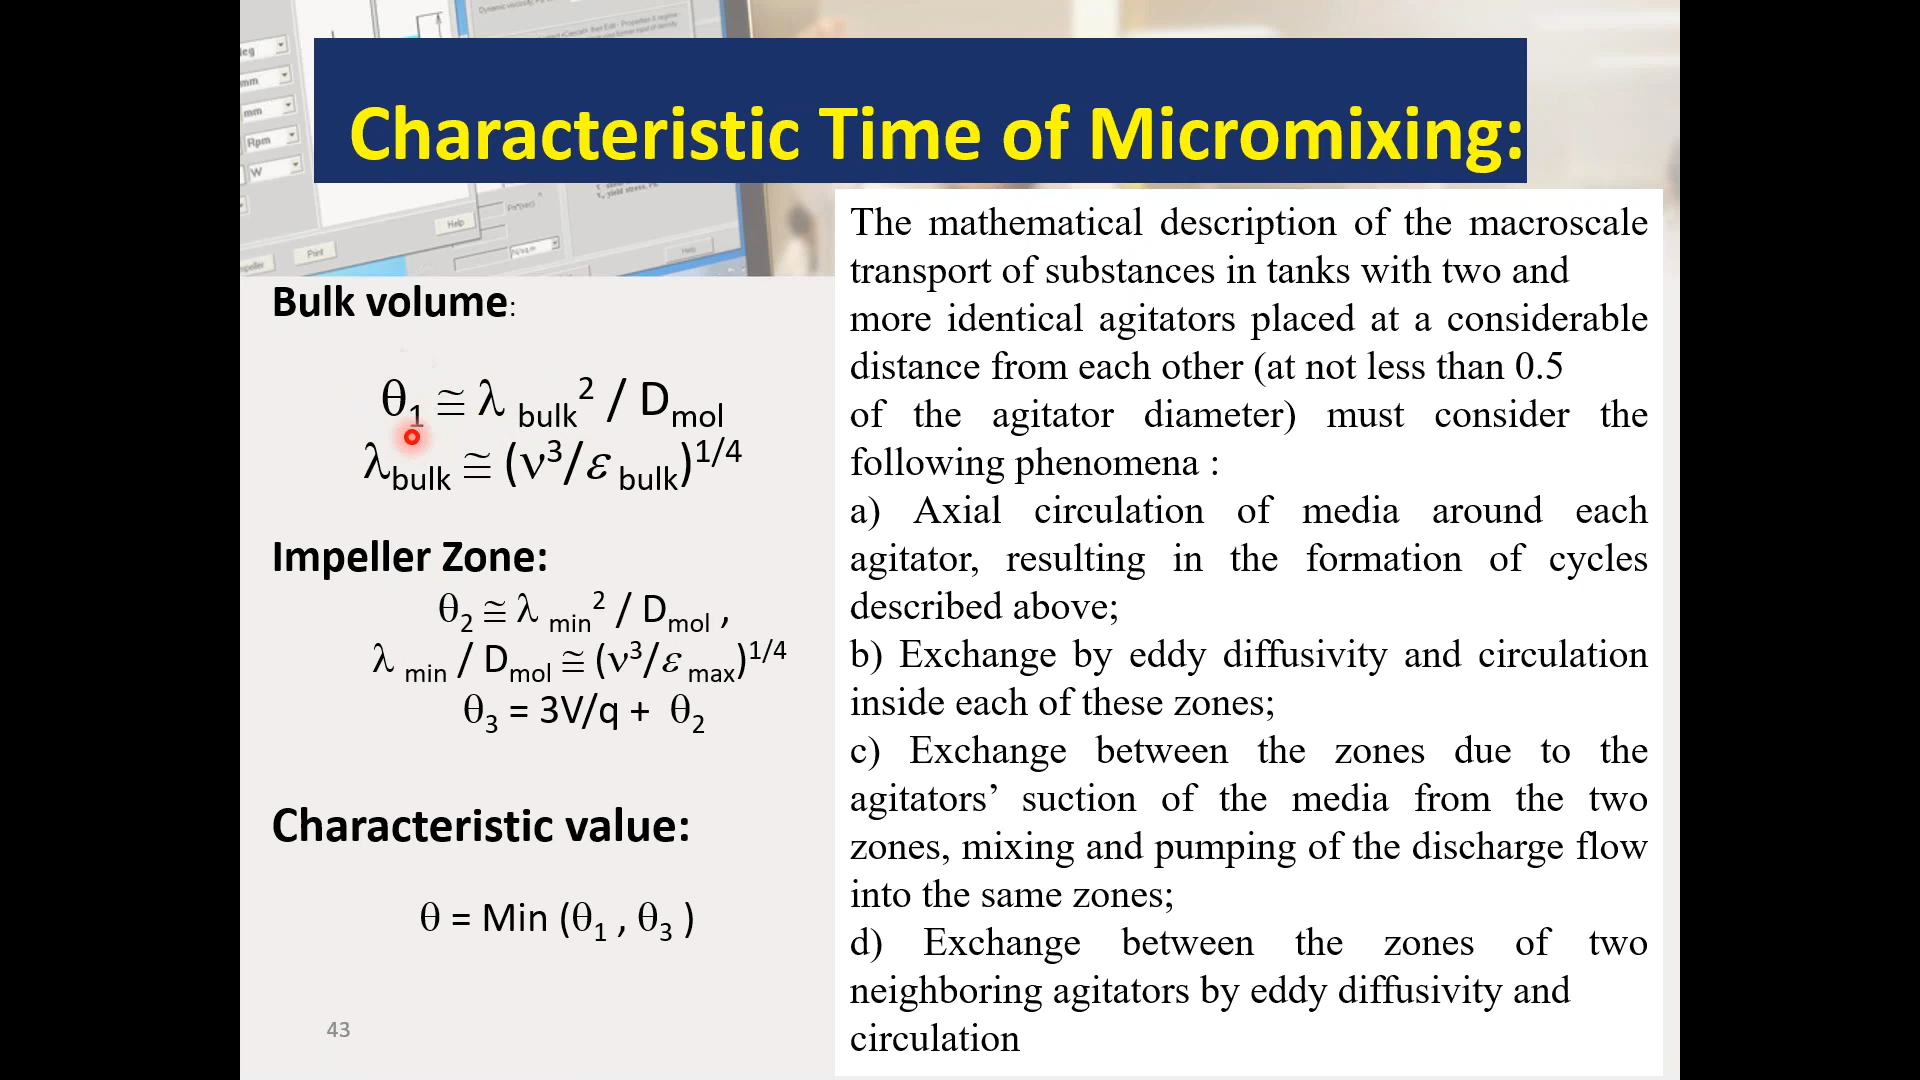 Characteristic Time of Micromixing:
deg
mm
mm
Rpm
W
Help
Print
Help
Bulk volume:
θ1 ≅ λ bulk² / Dmol
λbulk ≅ (ν³/ε bulk)^1/4
Impeller Zone:
θ2 ≅ λ min² / Dmol ,
λ min / Dmol ≅ (ν³/ε max)^1/4
θ3 = 3V/q + θ2
Characteristic value:
θ = Min (θ1 , θ3 )
43
The mathematical description of the macroscale
transport of substances in tanks with two and
more identical agitators placed at a considerable
distance from each other (at not less than 0.5
of the agitator diameter) must consider the
following phenomena :
a) Axial circulation of media around each
agitator, resulting in the formation of cycles
described above;
b) Exchange by eddy diffusivity and circulation
inside each of these zones;
c) Exchange between the zones due to the
agitators’ suction of the media from the two
zones, mixing and pumping of the discharge flow
into the same zones;
d) Exchange between the zones of two
neighboring agitators by eddy diffusivity and
circulation